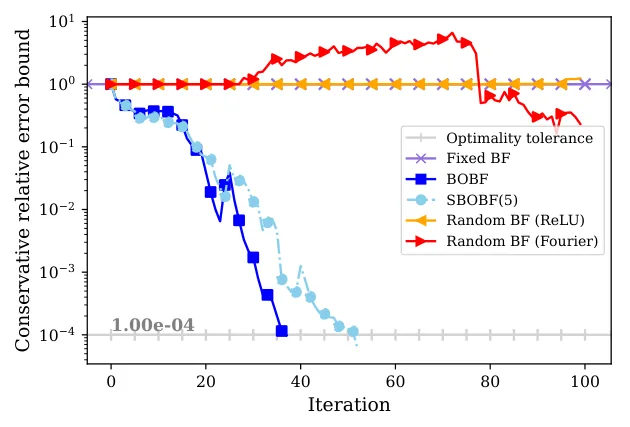 Conservative relative error bound
10¹
10⁰
10⁻¹
10⁻²
10⁻³
10⁻⁴
1.00e-04
Optimality tolerance
Fixed BF
BOBF
SBOBF(5)
Random BF (ReLU)
Random BF (Fourier)
0 20 40 60 80 100
Iteration